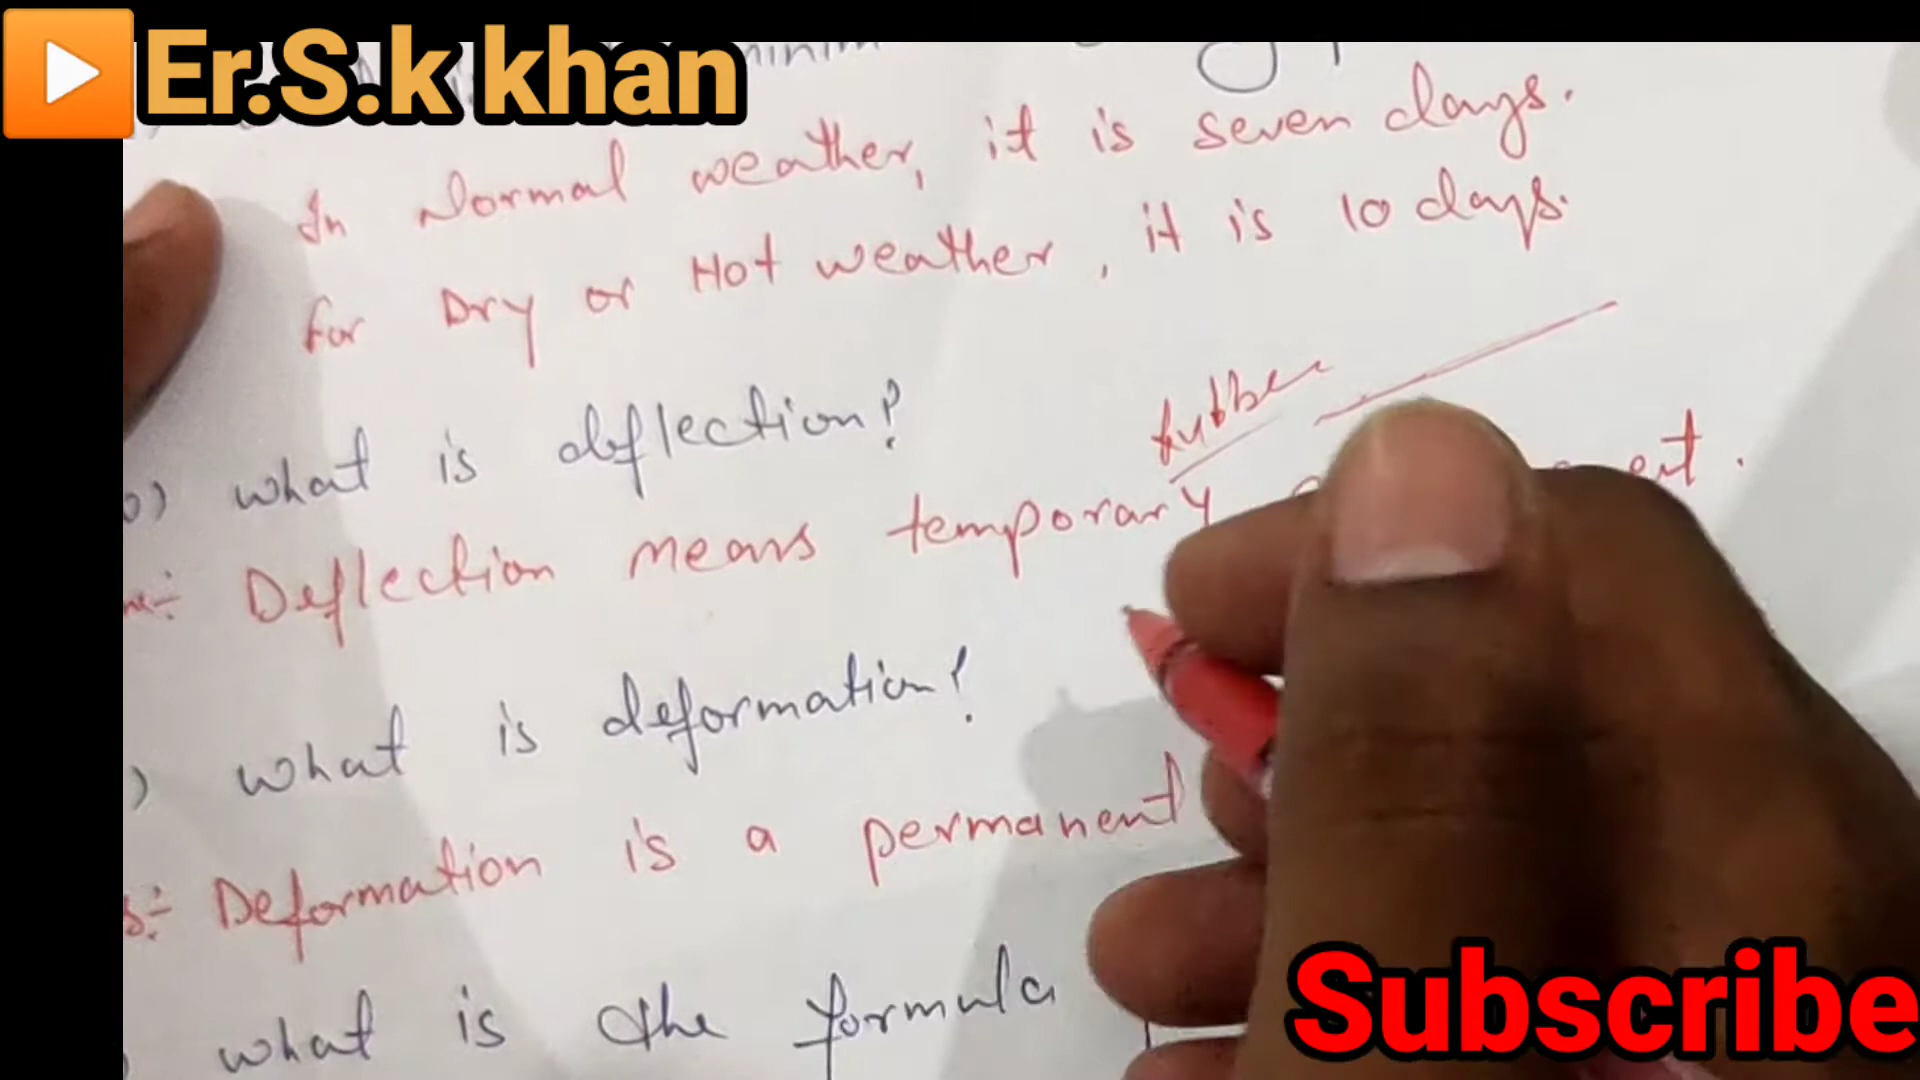 Er.S.k khan
In Normal weather, it is seven days.
for Dry or Hot weather, it is 10 days.
what is deflection?
Deflection means temporary
what is deformation?
Deformation is a permanent
what is the formula
Subscribe